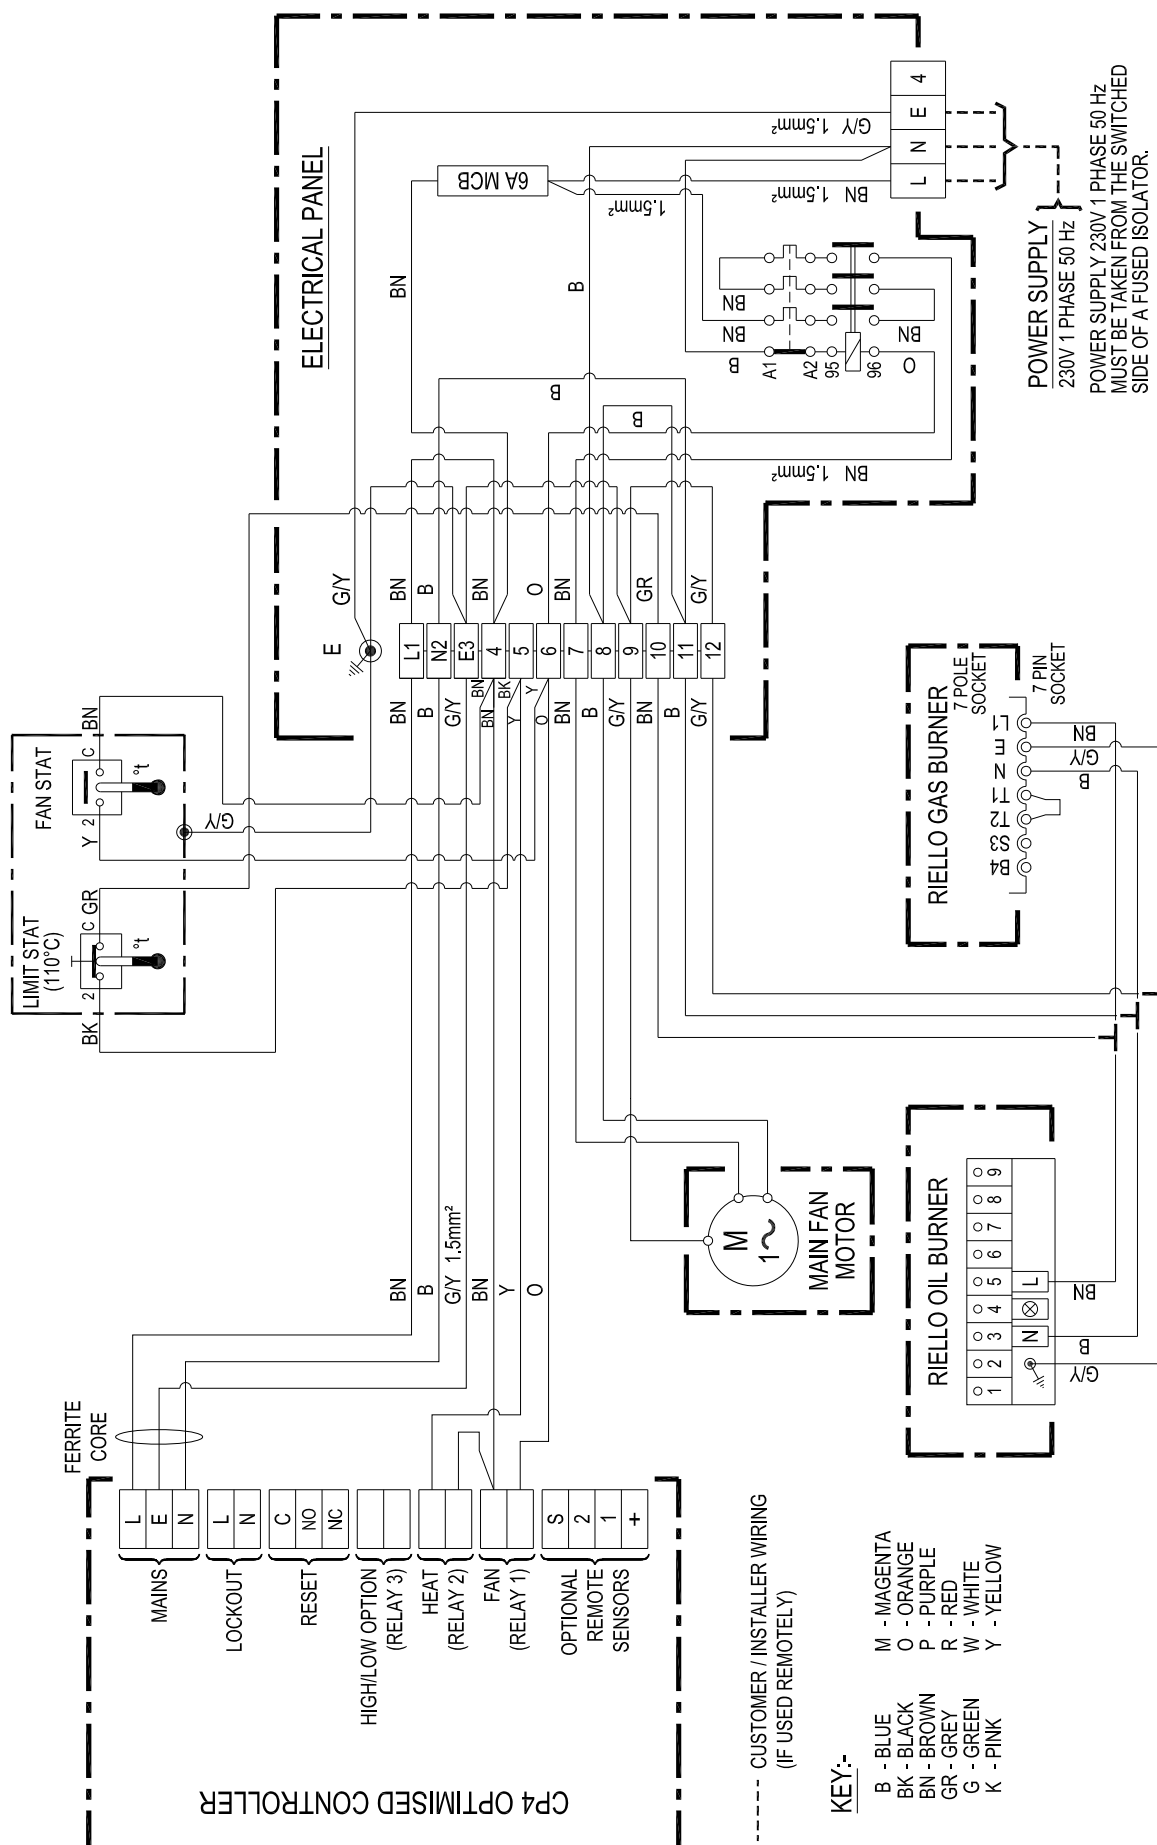 ELECTRICAL PANEL
6A MCB
BN
B
1.5mm²
1.5mm² BN
1.5mm² G/Y
L
N
E
4
POWER SUPPLY
230V 1 PHASE 50 Hz
POWER SUPPLY 230V 1 PHASE 50 Hz
MUST BE TAKEN FROM THE SWITCHED
SIDE OF A FUSED ISOLATOR.
B
BN
BN
BN
O
A1
A2
95
96
B
B
1.5mm² BN
E
G/Y
BN
B
G/Y
BN
O
BN
GR
G/Y
L1
N2
E3
4
5
6
7
8
9
10
11
12
BN
B
G/Y
BN
BN
BK
Y
Y
O
BN
B
G/Y
BN
B
G/Y
FAN STAT
BN
C
2
Y
°t
G/Y
LIMIT STAT
(110°C)
GR
C
2
BK
°t
RIELLO GAS BURNER
7 POLE
SOCKET
7 PIN
SOCKET
L1
E
N
T1
T2
S3
B4
BN
G/Y
B
RIELLO OIL BURNER
1
2
3
4
5
6
7
8
9
N
L
BN
B
G/Y
M
1
MAIN FAN
MOTOR
BN
B
G/Y 1.5mm²
BN
Y
O
FERRITE
CORE
CP4 OPTIMISED CONTROLLER
L
E
N
MAINS
L
N
LOCKOUT
C
NO
NC
RESET
HIGH/LOW OPTION
(RELAY 3)
HEAT
(RELAY 2)
FAN
(RELAY 1)
S
2
1
+
OPTIONAL
REMOTE
SENSORS
CUSTOMER / INSTALLER WIRING
(IF USED REMOTELY)
KEY:-
B - BLUE
BK - BLACK
BN - BROWN
GR - GREY
G - GREEN
K - PINK
M - MAGENTA
O - ORANGE
P - PURPLE
R - RED
W - WHITE
Y - YELLOW